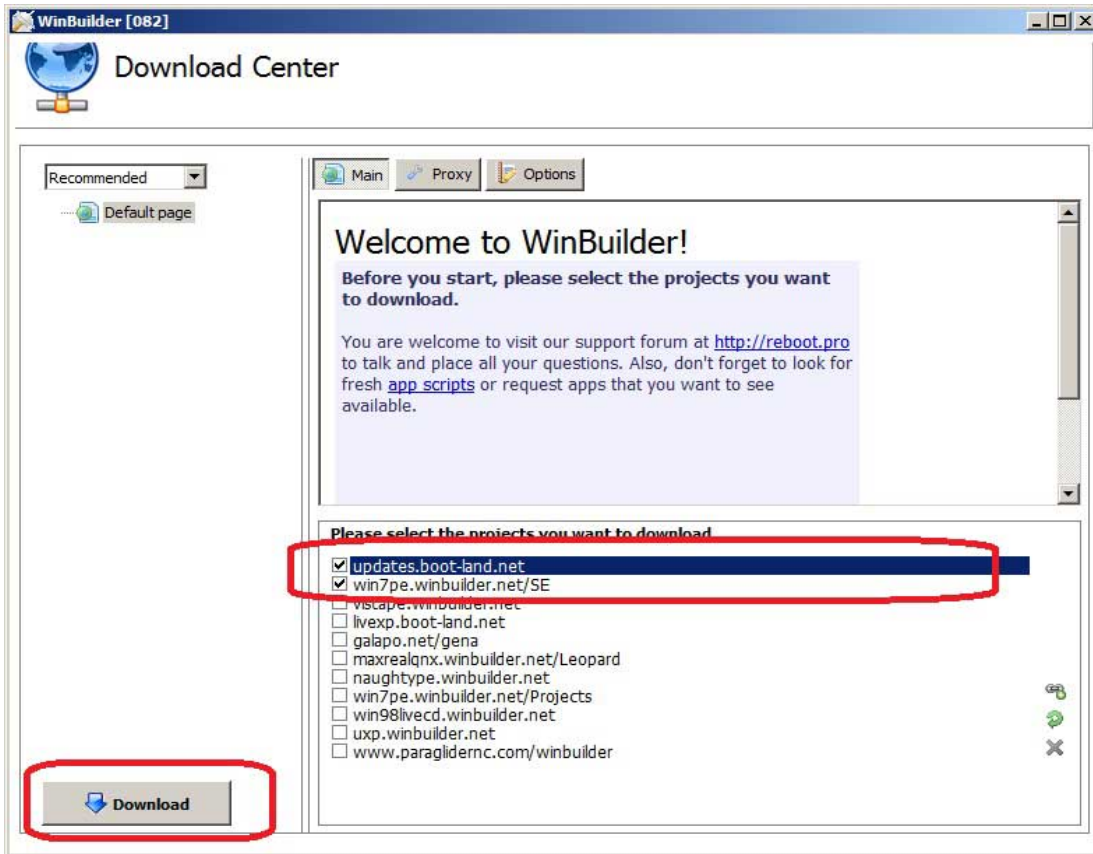 WinBuilder [082]
Download Center
Recommended
Default page
Main
Proxy
Options
Welcome to WinBuilder!
Before you start, please select the projects you want
to download.
You are welcome to visit our support forum at http://reboot.pro
to talk and place all your questions. Also, don't forget to look for
fresh app scripts or request apps that you want to see
available.
Please select the projects you want to download
updates.boot-land.net
win7pe.winbuilder.net/SE
vistape.winbuilder.net
livexp.boot-land.net
galapo.net/gena
maxrealqnx.winbuilder.net/Leopard
naughtype.winbuilder.net
win7pe.winbuilder.net/Projects
win98livecd.winbuilder.net
uxp.winbuilder.net
www.paraglidernc.com/winbuilder
Download